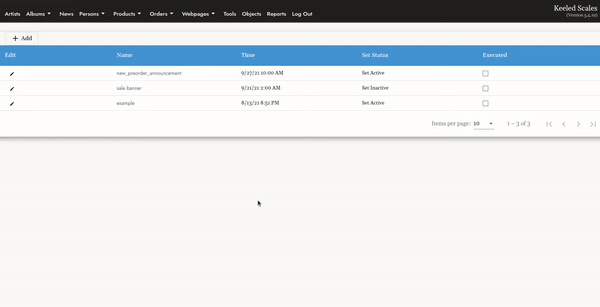 Artists Albums News Persons Products Orders Webpages Tools Objects Reports Log Out
Keeled Scales
(Version 5.4.19)
+ Add
Edit Name Time Set Status Executed
new_preorder_announcement 9/27/21 10:00 AM Set Active
sale banner 9/21/21 2:00 AM Set Inactive
example 8/13/21 8:51 PM Set Active
Items per page: 10 1 – 3 of 3